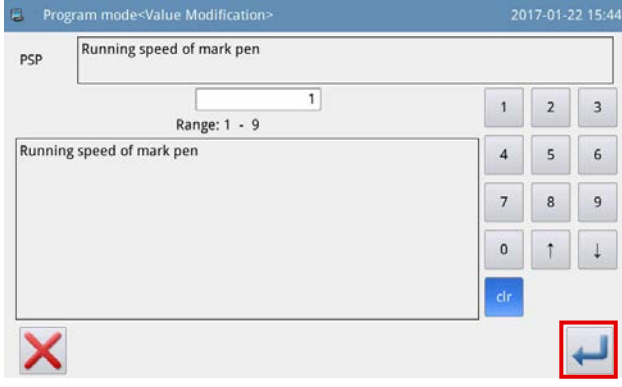 Program mode<Value Modification> 2017-01-22 15:44
PSP Running speed of mark pen
1
Range: 1 - 9
Running speed of mark pen
1 2 3
4 5 6
7 8 9
0 ↑ ↓
clr